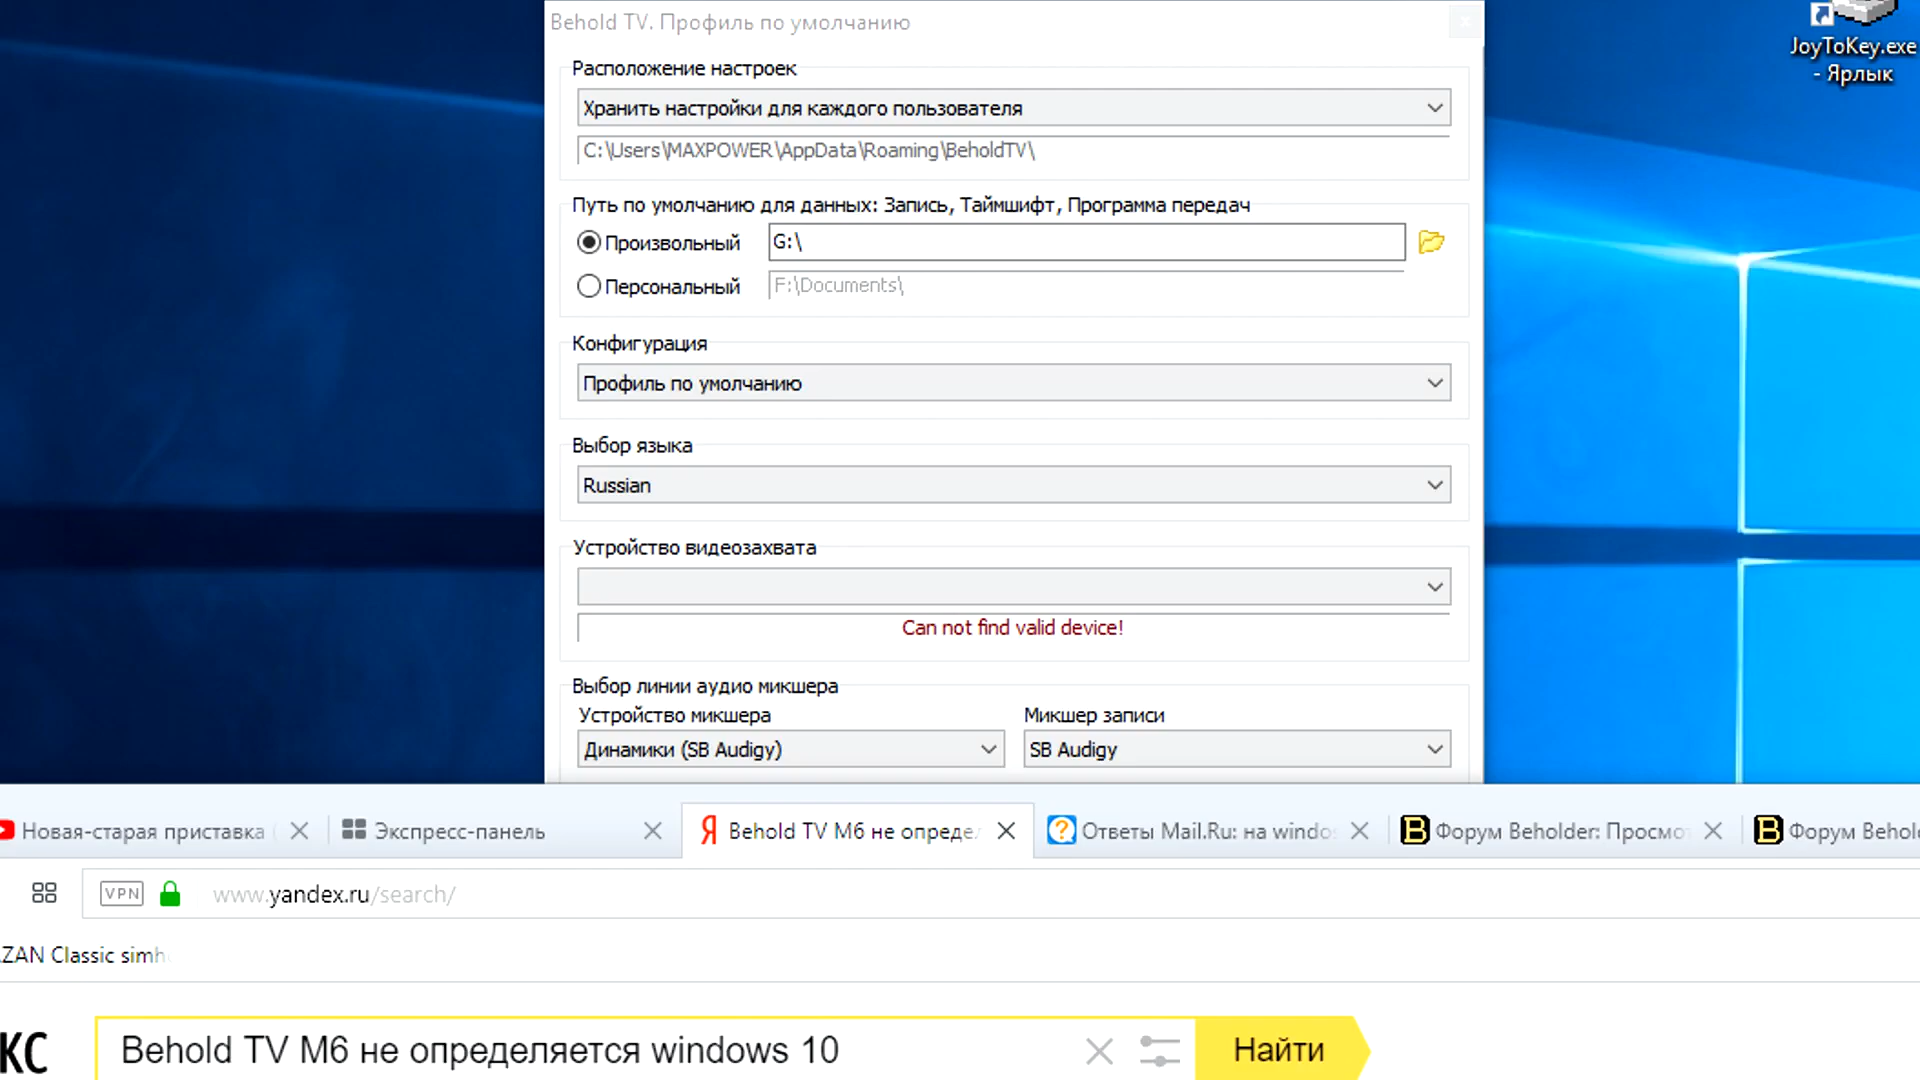 Behold TV. Профиль по умолчанию
JoyToKey.exe
- Ярлык
Расположение настроек
Хранить настройки для каждого пользователя
C:\Users\MAXPOWER\AppData\Roaming\BeholdTV\
Путь по умолчанию для данных: Запись, Таймшифт, Программа передач
Произвольный G:\
Персональный F:\Documents\
Конфигурация
Профиль по умолчанию
Выбор языка
Russian
Устройство видеозахвата
Can not find valid device!
Выбор линии аудио микшера
Устройство микшера Микшер записи
Динамики (SB Audigy) SB Audigy
Новая-старая приставка ( Экспресс-панель Я Behold TV M6 не опреде Ответы Mail.Ru: на windo B Форум Beholder: Просмо B Форум Behol
VPN www.yandex.ru/search/
ZAN Classic simh
кс Behold TV M6 не определяется windows 10 Найти